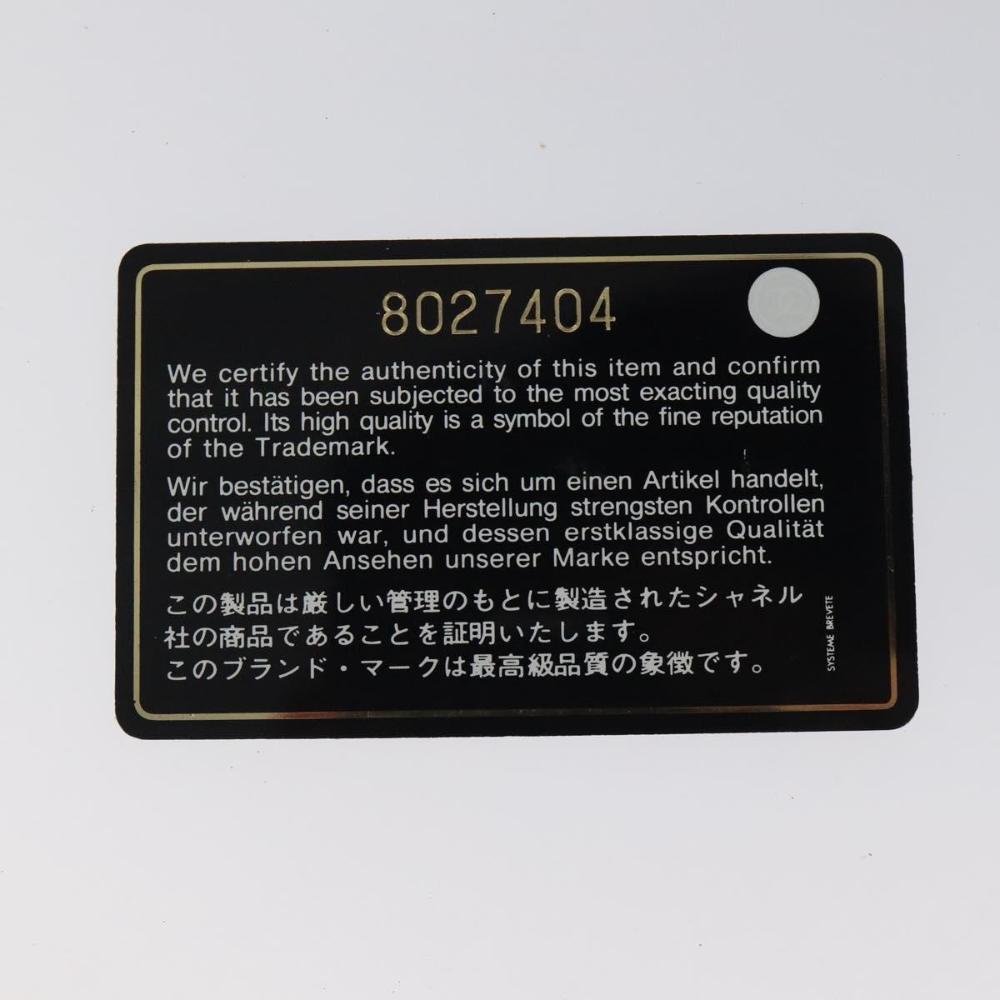 8027404
We certify the authenticity of this item and confirm
that it has been subjected to the most exacting quality
control. Its high quality is a symbol of the fine reputation
of the Trademark.
Wir bestätigen, dass es sich um einen Artikel handelt,
der während seiner Herstellung strengsten Kontrollen
unterworfen war, und dessen erstklassige Qualität
dem hohen Ansehen unserer Marke entspricht.
この製品は厳しい管理のもとに製造されたシャネル
社の商品であることを証明いたします。
このブランド・マークは最高級品質の象徴です。
SYSTEME BREVETE